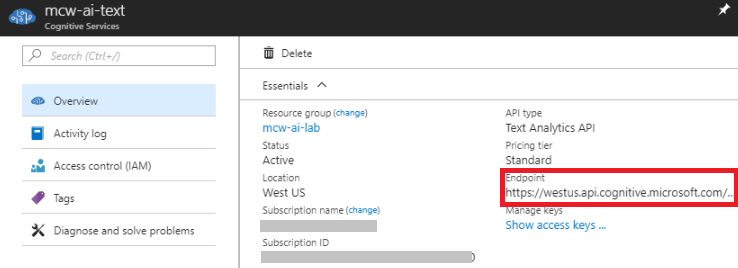 mcw-ai-text
Cognitive Services
Search (Ctrl+/)
Overview
Activity log
Access control (IAM)
Tags
Diagnose and solve problems
Delete
Essentials
Resource group (change)
mcw-ai-lab
Status
Active
Location
West US
Subscription name (change)
Subscription ID
API type
Text Analytics API
Pricing tier
Standard
Endpoint
https://westus.api.cognitive.microsoft.com/...
Manage keys
Show access keys ...